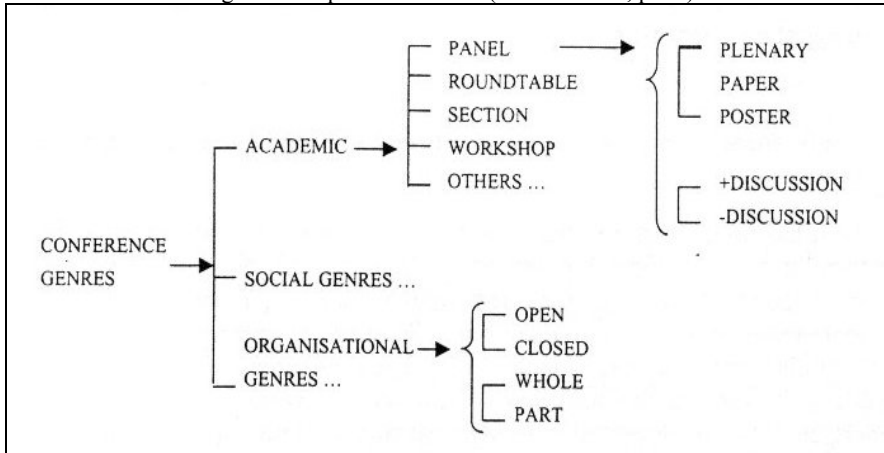 PANEL
ROUNDTABLE
SECTION
WORKSHOP
OTHERS ...
PLENARY
PAPER
POSTER
+DISCUSSION
-DISCUSSION
ACADEMIC
CONFERENCE
GENRES
SOCIAL GENRES ...
ORGANISATIONAL
GENRES ...
OPEN
CLOSED
WHOLE
PART